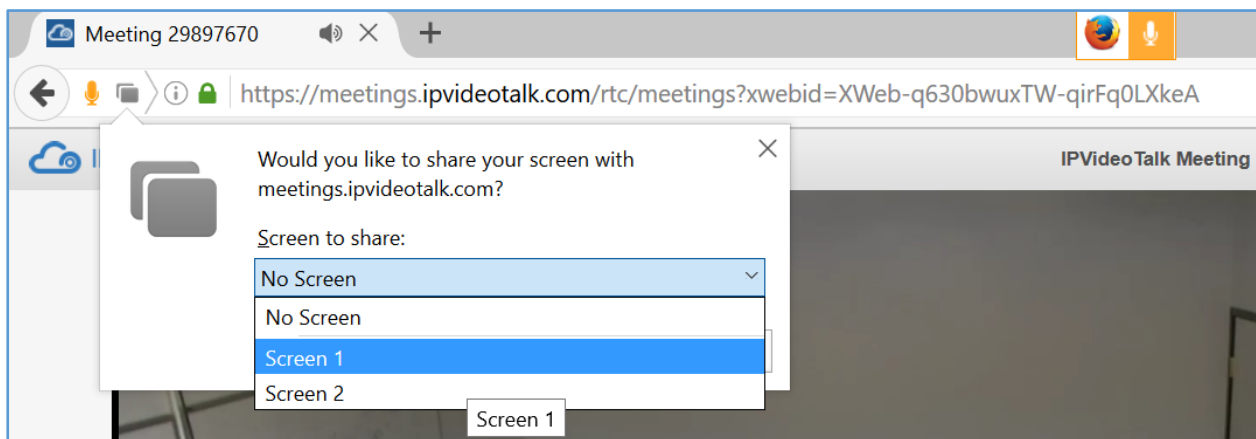 Meeting 29897670
https://meetings.ipvideotalk.com/rtc/meetings?xwebid=XWeb-q630bwuxTW-qirFq0LXkeA
IPVideoTalk Meeting
Would you like to share your screen with
meetings.ipvideotalk.com?
Screen to share:
No Screen
No Screen
Screen 1
Screen 2
Screen 1